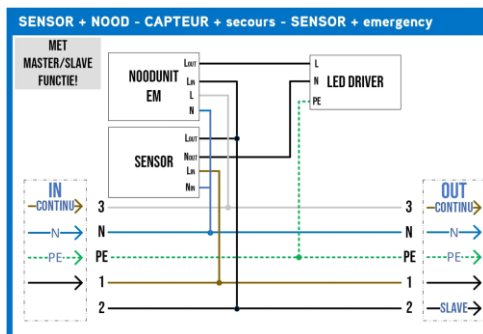 SENSOR + NOOD - CAPTEUR + secours - SENSOR + emergency
MET
MASTER/SLAVE
FUNCTIE!
NOODUNIT
EM
LOUT
LIN
L
N
L
N
PE
LED DRIVER
SENSOR
LOUT
NOUT
LIN
NIN
IN
CONTINU
N
PE
3
N
PE
1
2
3
N
PE
1
2
OUT
CONTINU
N
PE
SLAVE